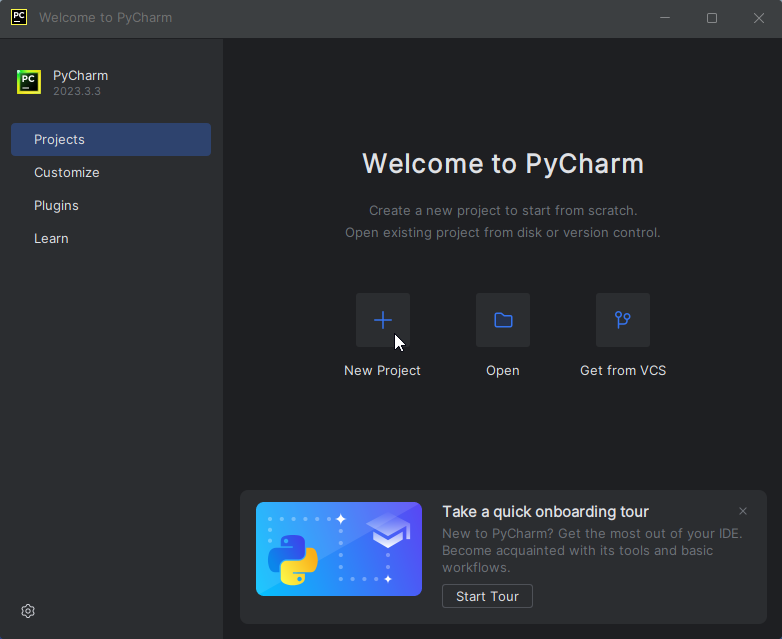 Welcome to PyCharm
PC
PyCharm
2023.3.3
Projects
Customize
Plugins
Learn
Welcome to PyCharm
Create a new project to start from scratch.
Open existing project from disk or version control.
New Project
Open
Get from VCS
Take a quick onboarding tour
New to PyCharm? Get the most out of your IDE.
Become acquainted with its tools and basic
workflows.
Start Tour